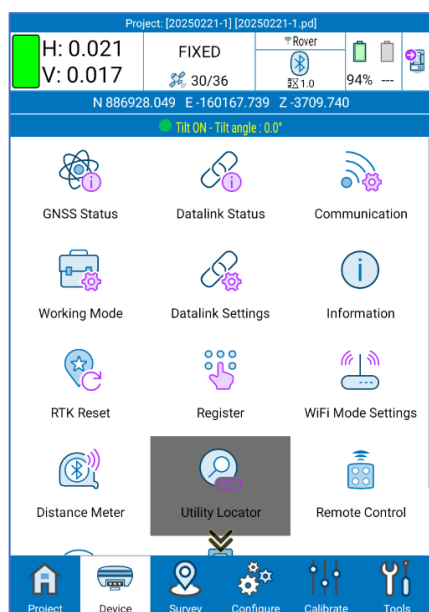 Project: [20250221-1] [20250221-1.pd]
H: 0.021
V: 0.017
FIXED
30/36
Rover
1.0
94%
---
N 886928.049 E -160167.739 Z -3709.740
Tilt ON - Tilt angle : 0.0°
GNSS Status
Datalink Status
Communication
Working Mode
Datalink Settings
Information
RTK Reset
Register
WiFi Mode Settings
Distance Meter
Utility Locator
Remote Control
Project
Device
Survey
Configure
Calibrate
Tools